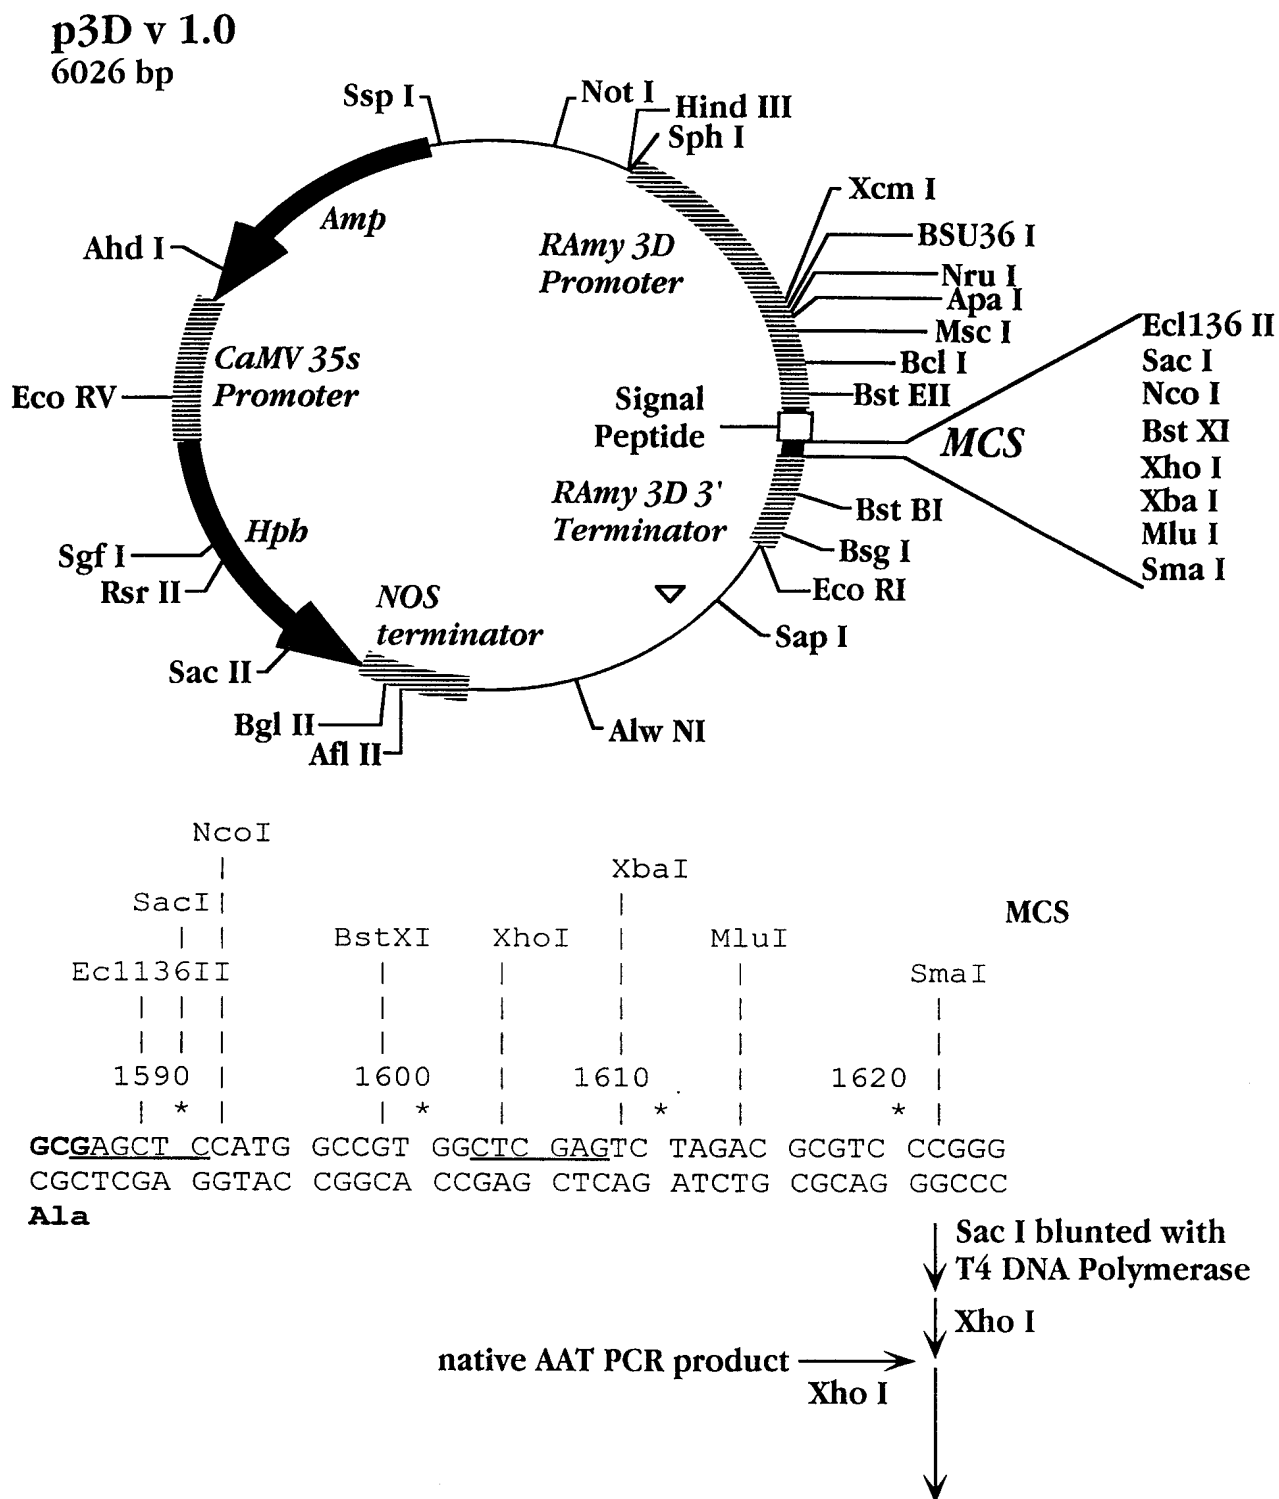 p3D v 1.0
6026 bp
Ssp I
Not I
Hind III
Sph I
Xcm I
BSU36 I
Nru I
Apa I
Msc I
Bcl I
Bst EII
Amp
Ahd I
RAmy 3D
Promoter
CaMV 35s
Promoter
Eco RV
Signal
Peptide
MCS
Ecl136 II
Sac I
Nco I
Bst XI
Xho I
Xba I
Mlu I
Sma I
RAmy 3D 3'
Terminator
Bst BI
Bsg I
Eco RI
Sap I
Hph
Sgf I
Rsr II
NOS
terminator
Sac II
Bgl II
Afl II
Alw NI
NcoI
XbaI
SacI
MCS
BstXI XhoI MluI
Ecl136II SmaI
1590 1600 1610 1620
* * * *
GCGAGCT CCATG GCCGT GGCTC GAGTC TAGAC GCGTC CCGGG
CGCTCGA GGTAC CGGCA CCGAG CTCAG ATCTG CGCAG GGCCC
Ala
Sac I blunted with
T4 DNA Polymerase
Xho I
native AAT PCR product
Xho I